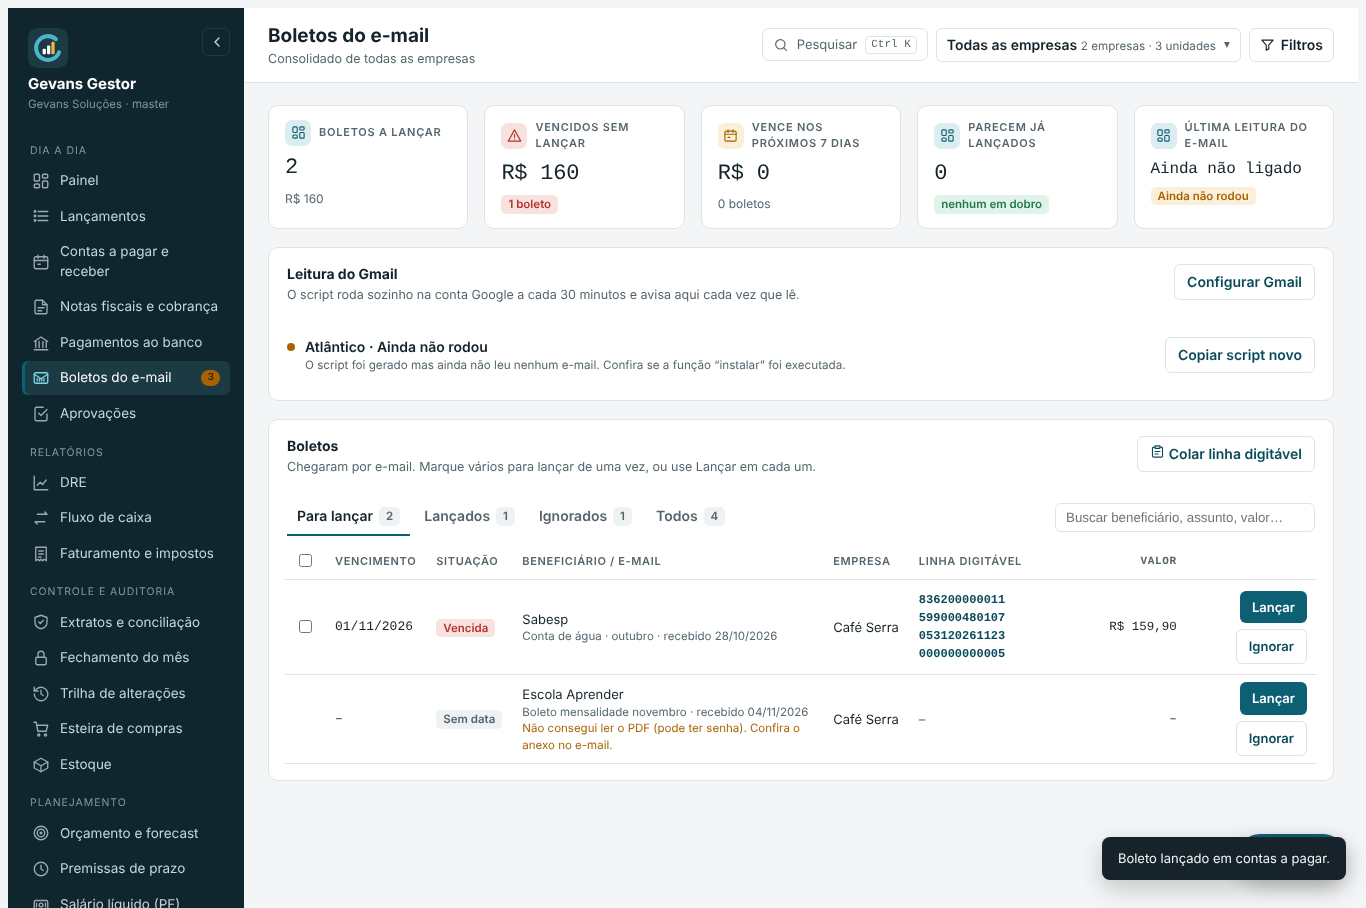 Gevans Gestor
Gevans Soluções · master
DIA A DIA
Painel
Lançamentos
Contas a pagar e
receber
Notas fiscais e cobrança
Pagamentos ao banco
Boletos do e-mail 3
Aprovações
RELATÓRIOS
DRE
Fluxo de caixa
Faturamento e impostos
CONTROLE E AUDITORIA
Extratos e conciliação
Fechamento do mês
Trilha de alterações
Esteira de compras
Estoque
PLANEJAMENTO
Orçamento e forecast
Premissas de prazo
Salário líquido (PF)
Boletos do e-mail
Consolidado de todas as empresas
Pesquisar Ctrl K
Todas as empresas 2 empresas · 3 unidades ▾
Filtros
BOLETOS A LANÇAR
2
R$ 160
VENCIDOS SEM
LANÇAR
R$ 160
1 boleto
VENCE NOS
PRÓXIMOS 7 DIAS
R$ 0
0 boletos
PARECEM JÁ
LANÇADOS
0
nenhum em dobro
ÚLTIMA LEITURA DO
E-MAIL
Ainda não ligado
Ainda não rodou
Leitura do Gmail
O script roda sozinho na conta Google a cada 30 minutos e avisa aqui cada vez que lê.
Configurar Gmail
Atlântico · Ainda não rodou
O script foi gerado mas ainda não leu nenhum e-mail. Confira se a função “instalar” foi executada.
Copiar script novo
Boletos
Chegaram por e-mail. Marque vários para lançar de uma vez, ou use Lançar em cada um.
Colar linha digitável
Para lançar 2 Lançados 1 Ignorados 1 Todos 4
Buscar beneficiário, assunto, valor…
VENCIMENTO SITUAÇÃO BENEFICIÁRIO / E-MAIL EMPRESA LINHA DIGITÁVEL VALOR
01/11/2026
Vencida
Sabesp
Conta de água · outubro · recebido 28/10/2026
Café Serra
836200000011
599000480107
053120261123
000000000005
R$ 159,90
Lançar
Ignorar
–
Sem data
Escola Aprender
Boleto mensalidade novembro · recebido 04/11/2026
Não consegui ler o PDF (pode ter senha). Confira o
anexo no e-mail.
Café Serra
–
–
Lançar
Ignorar
Boleto lançado em contas a pagar.